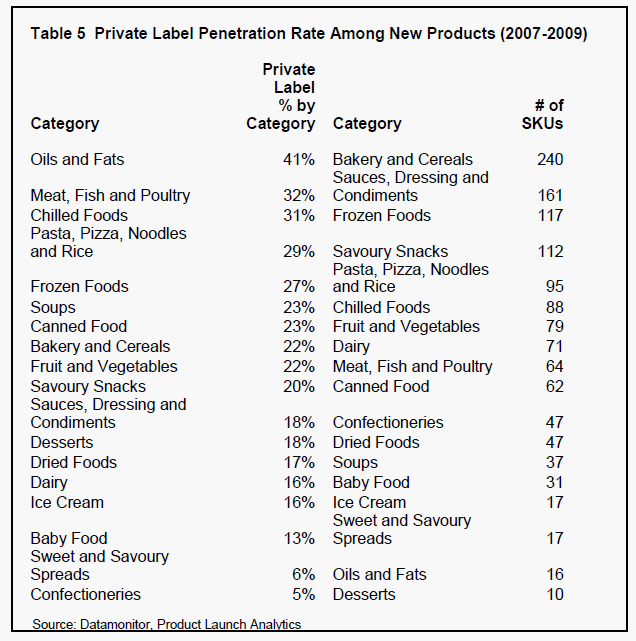 Table 5 Private Label Penetration Rate Among New Products (2007-2009)
Private
Label
% by # of
Category Category Category SKUs
Oils and Fats 41% Bakery and Cereals 240
Sauces, Dressing and
Meat, Fish and Poultry 32% Condiments 161
Chilled Foods 31% Frozen Foods 117
Pasta, Pizza, Noodles
and Rice 29% Savoury Snacks 112
Pasta, Pizza, Noodles
Frozen Foods 27% and Rice 95
Soups 23% Chilled Foods 88
Canned Food 23% Fruit and Vegetables 79
Bakery and Cereals 22% Dairy 71
Fruit and Vegetables 22% Meat, Fish and Poultry 64
Savoury Snacks 20% Canned Food 62
Sauces, Dressing and
Condiments 18% Confectioneries 47
Desserts 18% Dried Foods 47
Dried Foods 17% Soups 37
Dairy 16% Baby Food 31
Ice Cream 16% Ice Cream 17
Sweet and Savoury
Baby Food 13% Spreads 17
Sweet and Savoury
Spreads 6% Oils and Fats 16
Confectioneries 5% Desserts 10
Source: Datamonitor, Product Launch Analytics